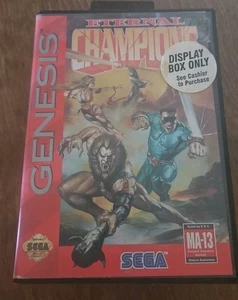 ETERNAL
CHAMPIONS
DISPLAY
BOX ONLY
See Cashier
to Purchase
GENESIS
MA-13
SEGA
SEGA